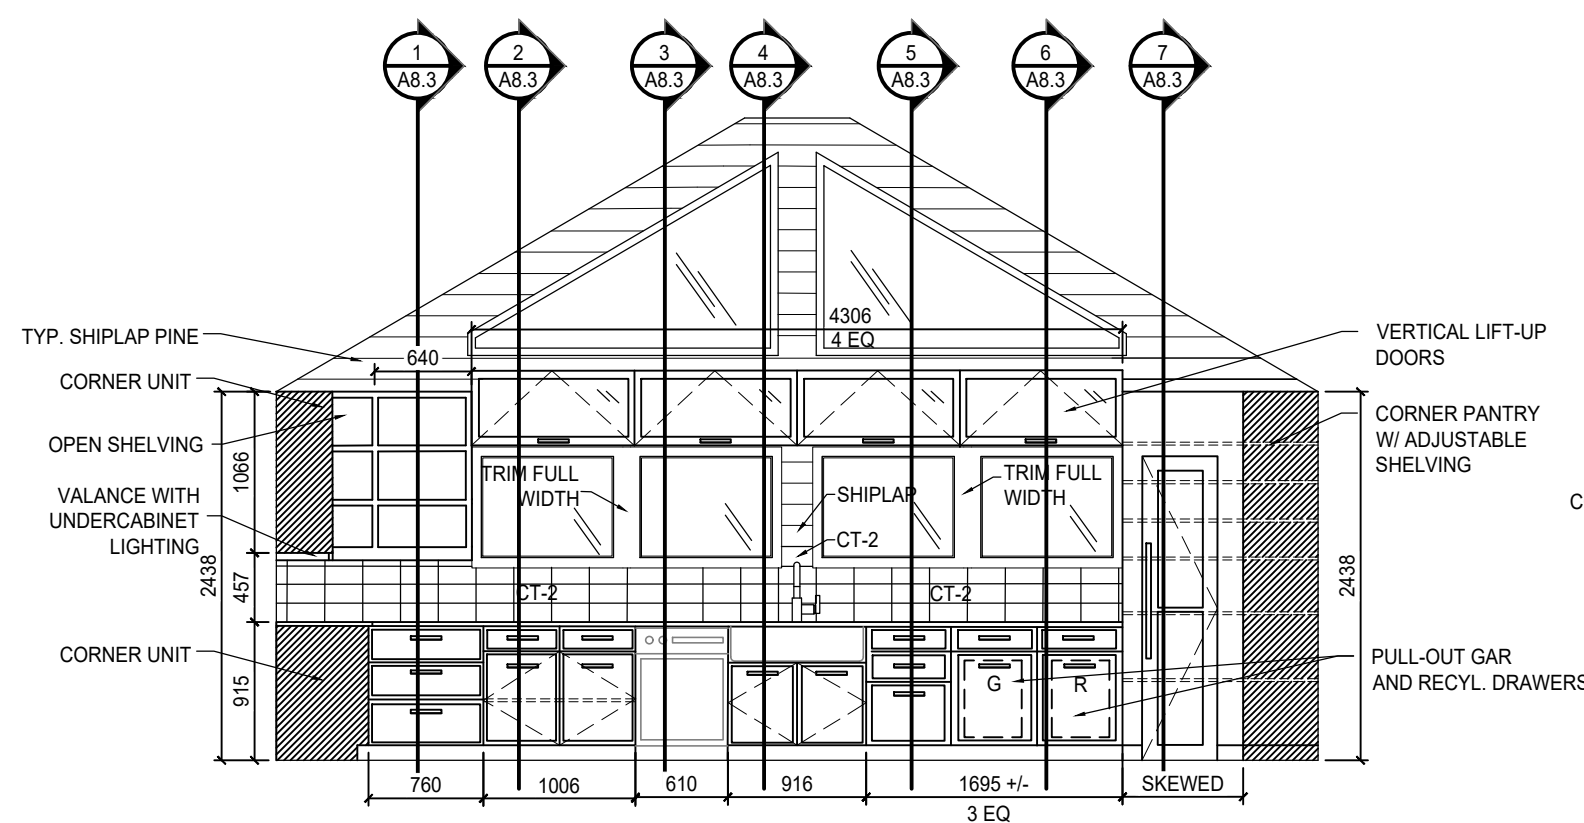 1
A8.3
2
A8.3
3
A8.3
4
A8.3
5
A8.3
6
A8.3
7
A8.3
4306
4 EQ
640
TYP. SHIPLAP PINE
CORNER UNIT
OPEN SHELVING
VALANCE WITH
UNDERCABINET
LIGHTING
CORNER UNIT
2438
1066
457
915
TRIM FULL
WIDTH
SHIPLAP
CT-2
TRIM FULL
WIDTH
CT-2
CT-2
G
R
VERTICAL LIFT-UP
DOORS
CORNER PANTRY
W/ ADJUSTABLE
SHELVING
C
2438
PULL-OUT GAR
AND RECYL. DRAWERS
760
1006
610
916
1695 +/-
3 EQ
SKEWED